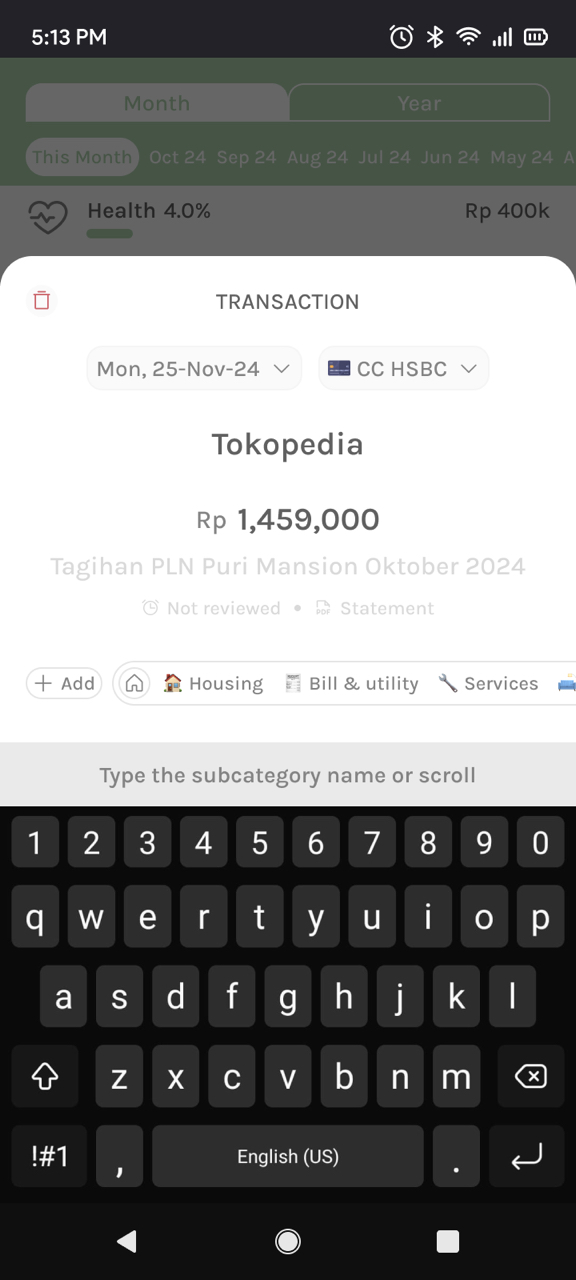 5:13 PM
Month Year
This Month Oct 24 Sep 24 Aug 24 Jul 24 Jun 24 May 24 A
Health 4.0% Rp 400k
TRANSACTION
Mon, 25-Nov-24 CC HSBC
Tokopedia
Rp 1,459,000
Tagihan PLN Puri Mansion Oktober 2024
Not reviewed • PDF Statement
+ Add Housing Bill & utility Services
Type the subcategory name or scroll
1 2 3 4 5 6 7 8 9 0
q w e r t y u i o p
a s d f g h j k l
z x c v b n m
!#1 , English (US) .